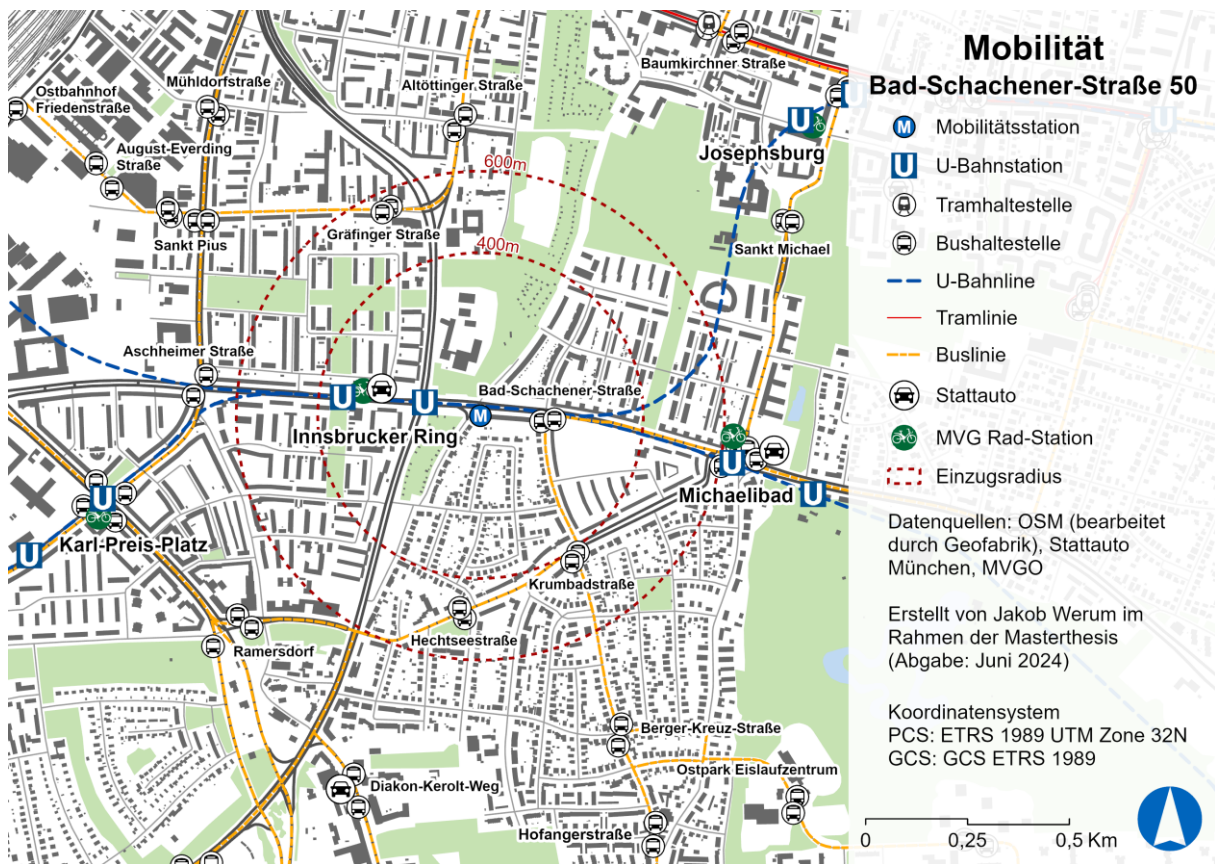 Ostbahnhof
Friedenstraße
Mühldorfstraße
Altöttinger Straße
Baumkirchner Straße
August-Everding
Straße
Josephsburg
600m
Sankt Pius
Gräfinger Straße
400m
Sankt Michael
Aschheimer Straße
Bad-Schachener-Straße
M
U
U
U
Innsbrucker Ring
Michaelibad
U
U
U
U
Karl-Preis-Platz
Krumbadstraße
Hechtseestraße
Ramersdorf
Berger-Kreuz-Straße
Ostpark Eislaufzentrum
Diakon-Kerolt-Weg
Hofangerstraße
Mobilität
Bad-Schachener-Straße 50
M Mobilitätsstation
U U-Bahnstation
Tramhaltestelle
Bushaltestelle
U-Bahnline
Tramlinie
Buslinie
Stattauto
MVG Rad-Station
Einzugsradius
Datenquellen: OSM (bearbeitet
durch Geofabrik), Stattauto
München, MVGO
Erstellt von Jakob Werum im
Rahmen der Masterthesis
(Abgabe: Juni 2024)
Koordinatensystem
PCS: ETRS 1989 UTM Zone 32N
GCS: GCS ETRS 1989
0 0,25 0,5 Km